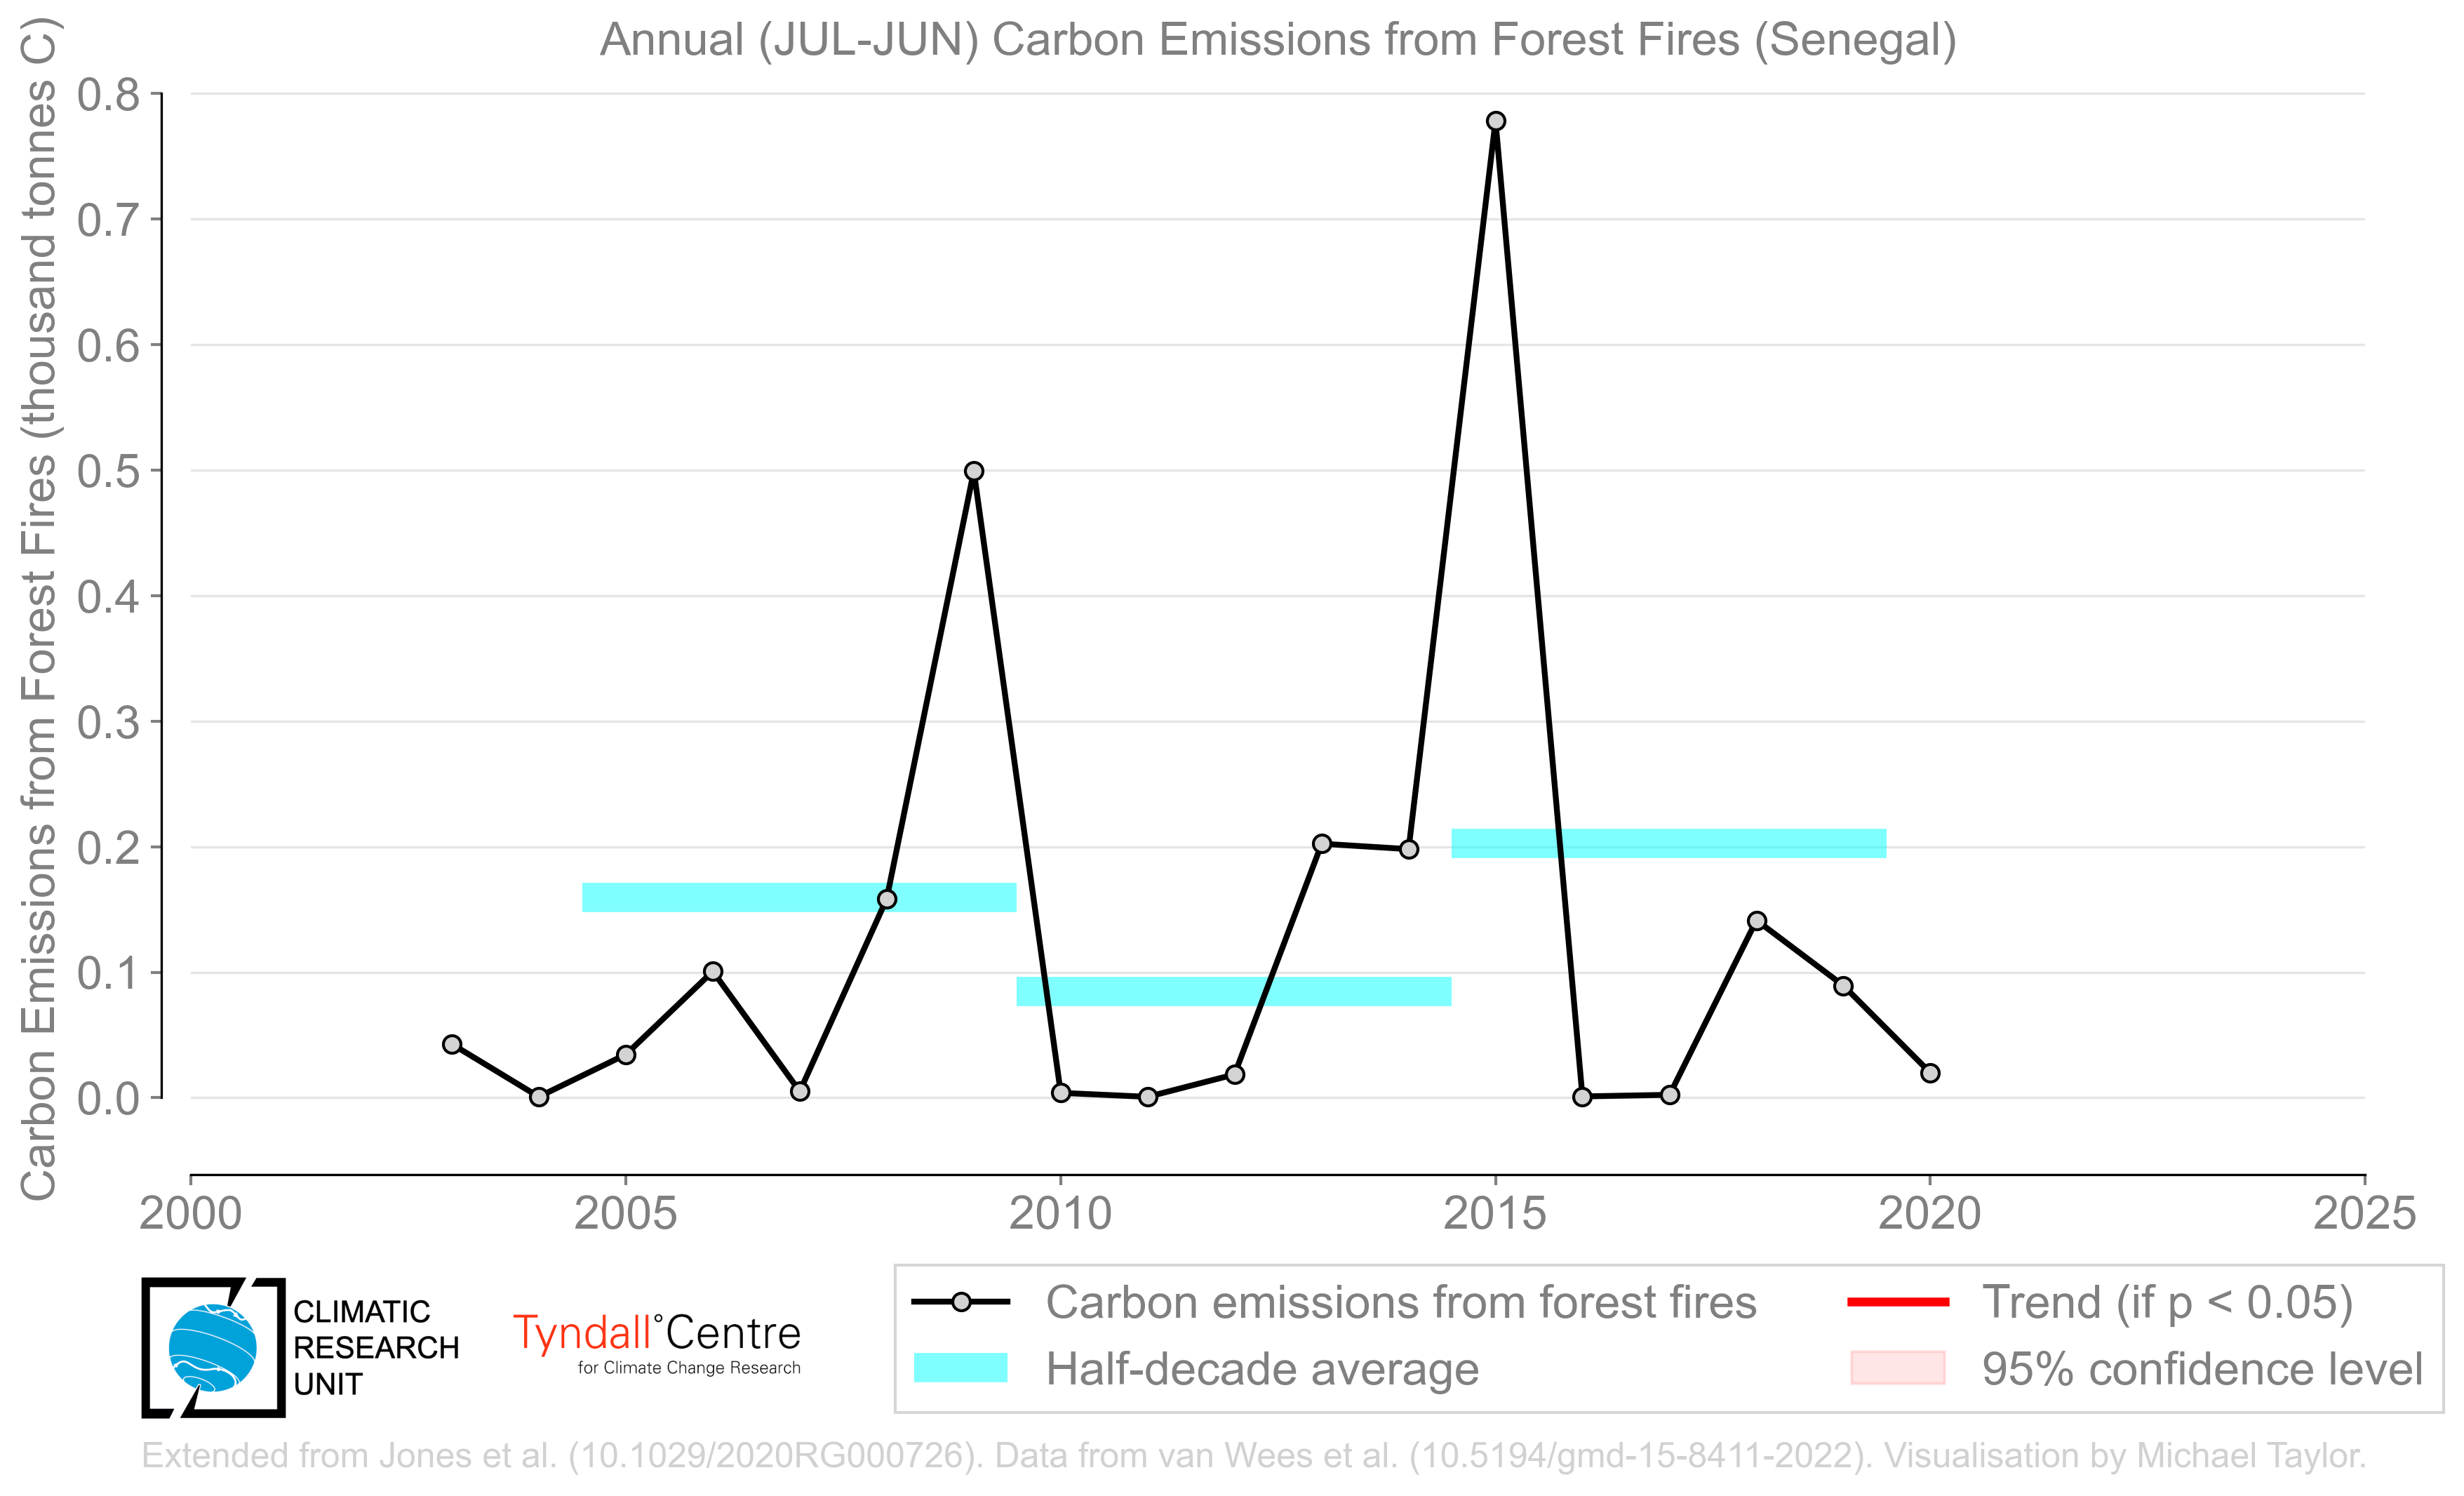 Annual (JUL-JUN) Carbon Emissions from Forest Fires (Senegal)
Carbon Emissions from Forest Fires (thousand tonnes C)
0.8
0.7
0.6
0.5
0.4
0.3
0.2
0.1
0.0
2000 2005 2010 2015 2020 2025
CLIMATIC
RESEARCH
UNIT
Tyndall°Centre
for Climate Change Research
Carbon emissions from forest fires
Half-decade average
Trend (if p < 0.05)
95% confidence level
Extended from Jones et al. (10.1029/2020RG000726). Data from van Wees et al. (10.5194/gmd-15-8411-2022). Visualisation by Michael Taylor.